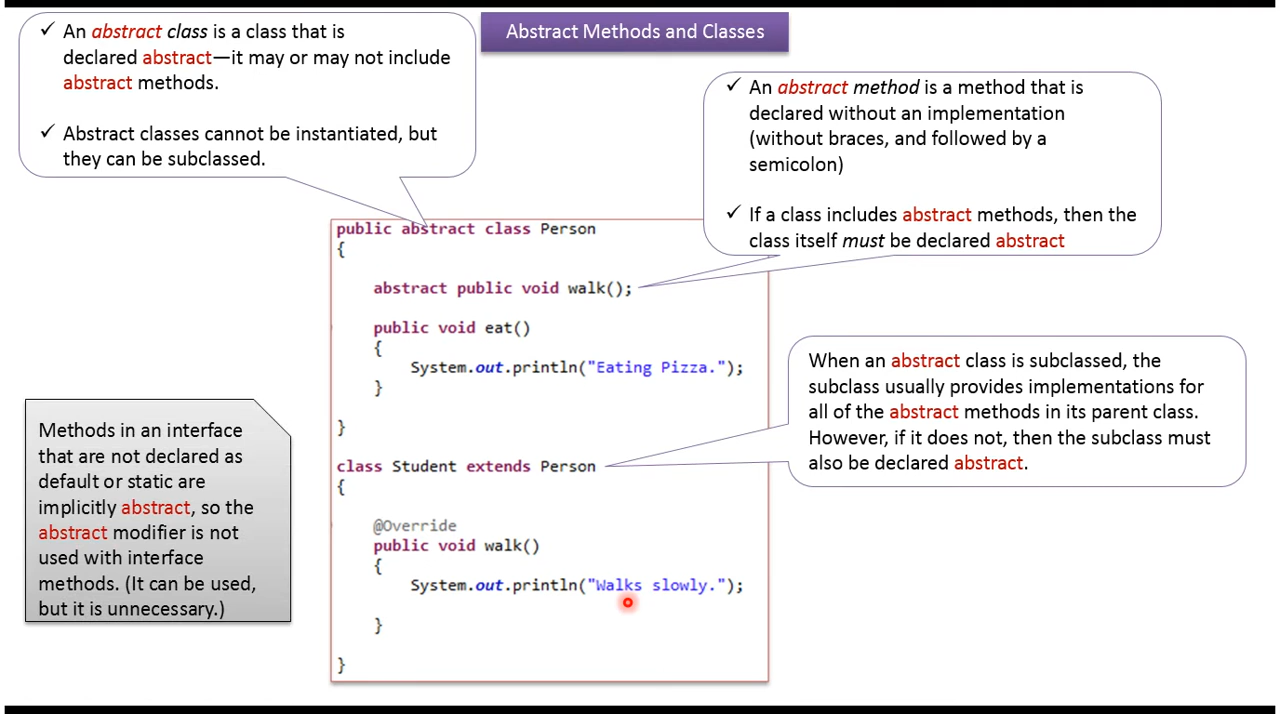 Abstract Methods and Classes
✓ An abstract class is a class that is
declared abstract—it may or may not include
abstract methods.
✓ Abstract classes cannot be instantiated, but
they can be subclassed.
✓ An abstract method is a method that is
declared without an implementation
(without braces, and followed by a
semicolon)
✓ If a class includes abstract methods, then the
class itself must be declared abstract
public abstract class Person
{
abstract public void walk();
public void eat()
{
System.out.println("Eating Pizza.");
}
}
class Student extends Person
{
@Override
public void walk()
{
System.out.println("Walks slowly.");
}
}
When an abstract class is subclassed, the
subclass usually provides implementations for
all of the abstract methods in its parent class.
However, if it does not, then the subclass must
also be declared abstract.
Methods in an interface
that are not declared as
default or static are
implicitly abstract, so the
abstract modifier is not
used with interface
methods. (It can be used,
but it is unnecessary.)